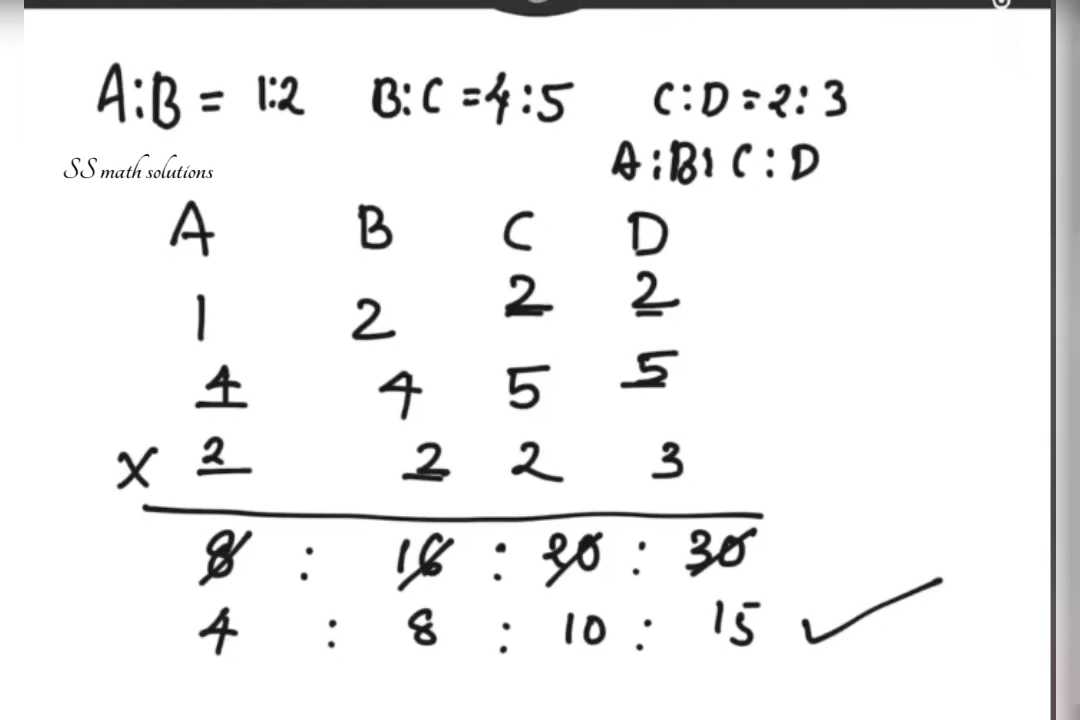 A:B = 1:2 B:C = 4:5 C:D = 2:3
A:B:C:D
SS math solutions
A B C D
1 2 2 2
4 4 5 5
x 2 2 2 3
8 : 16 : 20 : 30
4 : 8 : 10 : 15 ✓